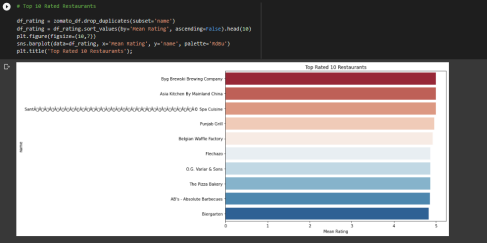 # Top 10 Rated Restaurants
df_rating = zomato_df.drop_duplicates(subset='name')
df_rating = df_rating.sort_values(by='Mean Rating', ascending=False).head(10)
plt.figure(figsize=(10,7))
sns.barplot(data=df_rating, x='Mean Rating', y='name', palette='RdBu')
plt.title('Top Rated 10 Restaurants');
Top Rated 10 Restaurants
Byg Brewski Brewing Company
Asia Kitchen By Mainland China
Spa Cuisine
Punjab Grill
Belgian Waffle Factory
Flechazo
O.G. Variar & Sons
The Pizza Bakery
AB's - Absolute Barbecues
Biergarten
name
0 1 2 3 4 5
Mean Rating